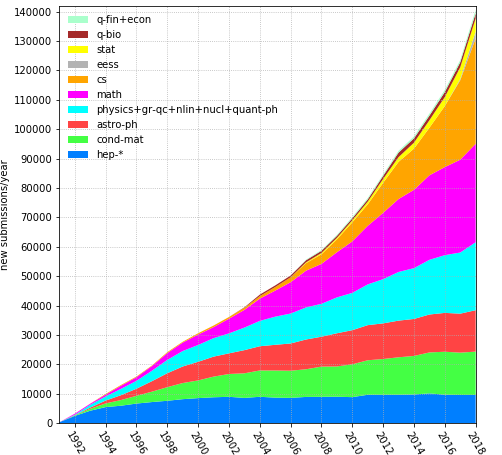 140000
130000
120000
110000
100000
90000
80000
70000
60000
50000
40000
30000
20000
10000
0
new submissions/year
q-fin+econ
q-bio
stat
eess
cs
math
physics+gr-qc+nlin+nucl+quant-ph
astro-ph
cond-mat
hep-*
1992
1994
1996
1998
2000
2002
2004
2006
2008
2010
2012
2014
2016
2018